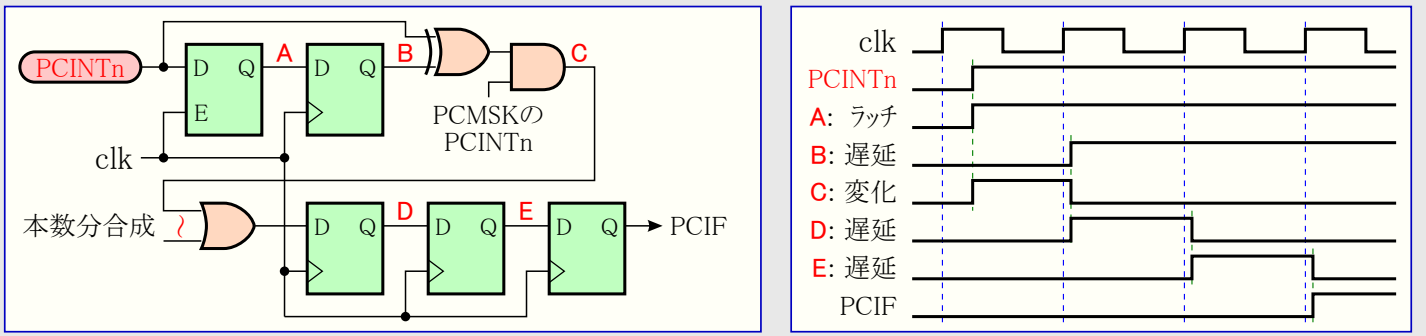 PCINTn
D Q
E
A
D Q
B
C
PCMSKの
PCINTn
clk
本数分合成
~
D Q
D
D Q
E
D Q
PCIF
clk
PCINTn
A: ラッチ
B: 遅延
C: 変化
D: 遅延
E: 遅延
PCIF